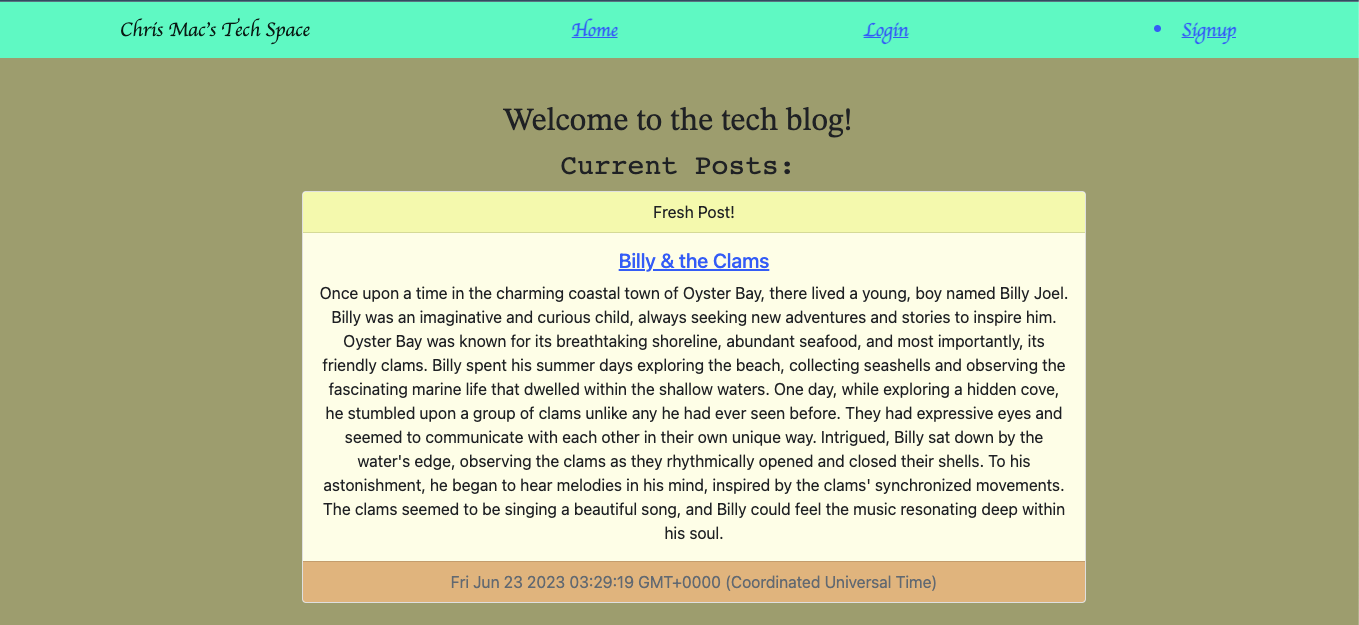 Chris Mac's Tech Space
Home
Login
• Signup
Welcome to the tech blog!
Current Posts:
Fresh Post!
Billy & the Clams
Once upon a time in the charming coastal town of Oyster Bay, there lived a young, boy named Billy Joel.
Billy was an imaginative and curious child, always seeking new adventures and stories to inspire him.
Oyster Bay was known for its breathtaking shoreline, abundant seafood, and most importantly, its
friendly clams. Billy spent his summer days exploring the beach, collecting seashells and observing the
fascinating marine life that dwelled within the shallow waters. One day, while exploring a hidden cove,
he stumbled upon a group of clams unlike any he had ever seen before. They had expressive eyes and
seemed to communicate with each other in their own unique way. Intrigued, Billy sat down by the
water's edge, observing the clams as they rhythmically opened and closed their shells. To his
astonishment, he began to hear melodies in his mind, inspired by the clams' synchronized movements.
The clams seemed to be singing a beautiful song, and Billy could feel the music resonating deep within
his soul.
Fri Jun 23 2023 03:29:19 GMT+0000 (Coordinated Universal Time)